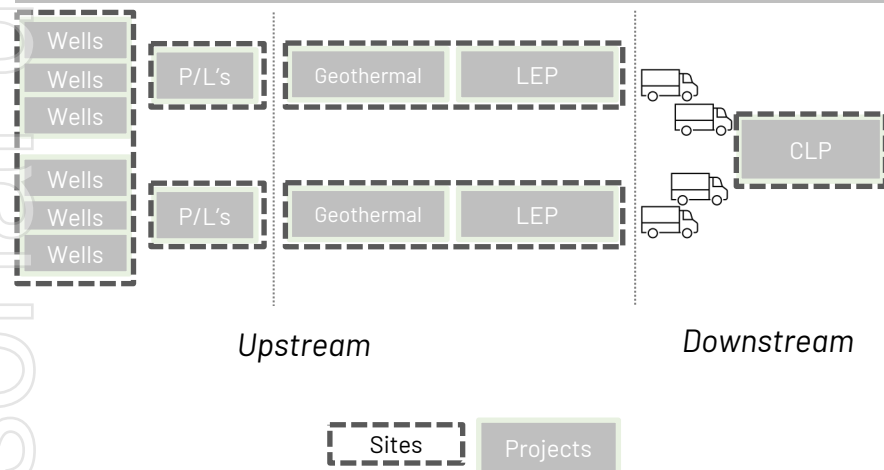 Wells
Wells
Wells
P/L's
Geothermal
LEP
CLP
Wells
Wells
Wells
P/L's
Geothermal
LEP
Upstream
Downstream
Sites
Projects